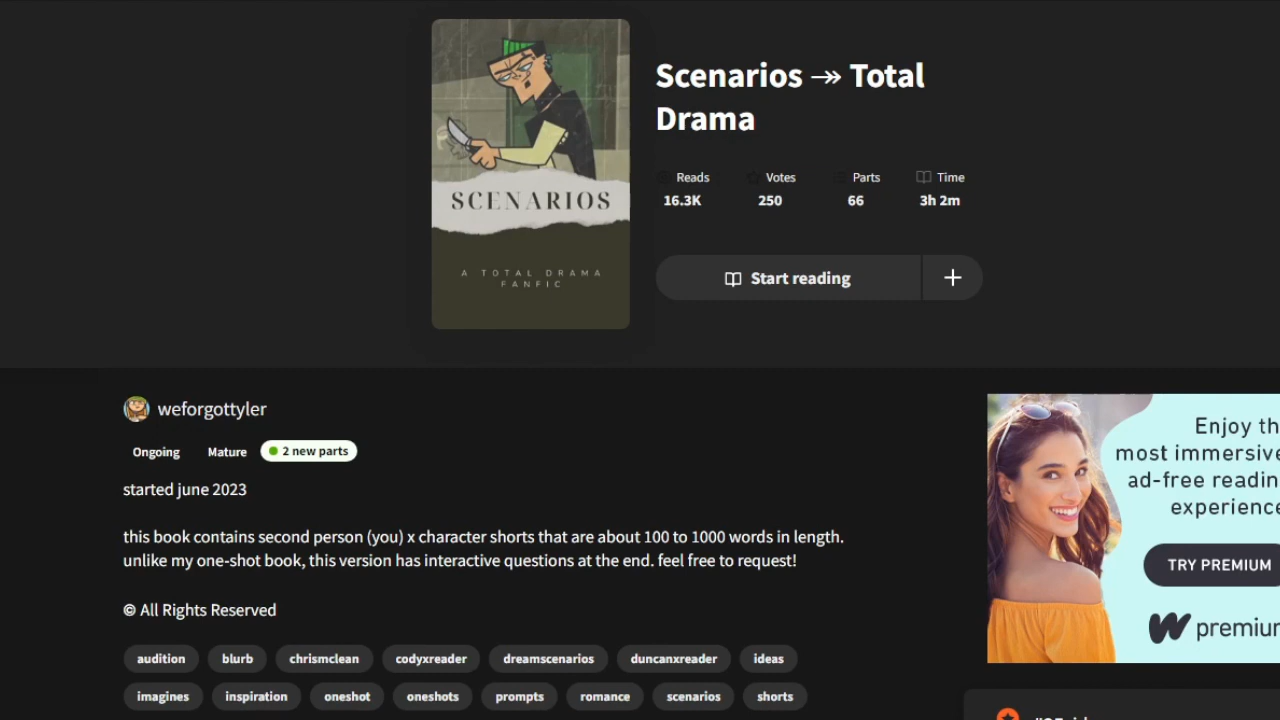 Scenarios ↠ Total
Drama
Reads Votes Parts Time
16.3K 250 66 3h 2m
SCENARIOS
A TOTAL DRAMA
FANFIC
Start reading
weforgottyler
Ongoing Mature 2 new parts
started june 2023
this book contains second person (you) x character shorts that are about 100 to 1000 words in length.
unlike my one-shot book, this version has interactive questions at the end. feel free to request!
© All Rights Reserved
audition blurb chrismclean codyxreader dreamscenarios duncanxreader ideas
imagines inspiration oneshot oneshots prompts romance scenarios shorts
Enjoy th
most immersive
ad-free readin
experience
TRY PREMIUM
premium